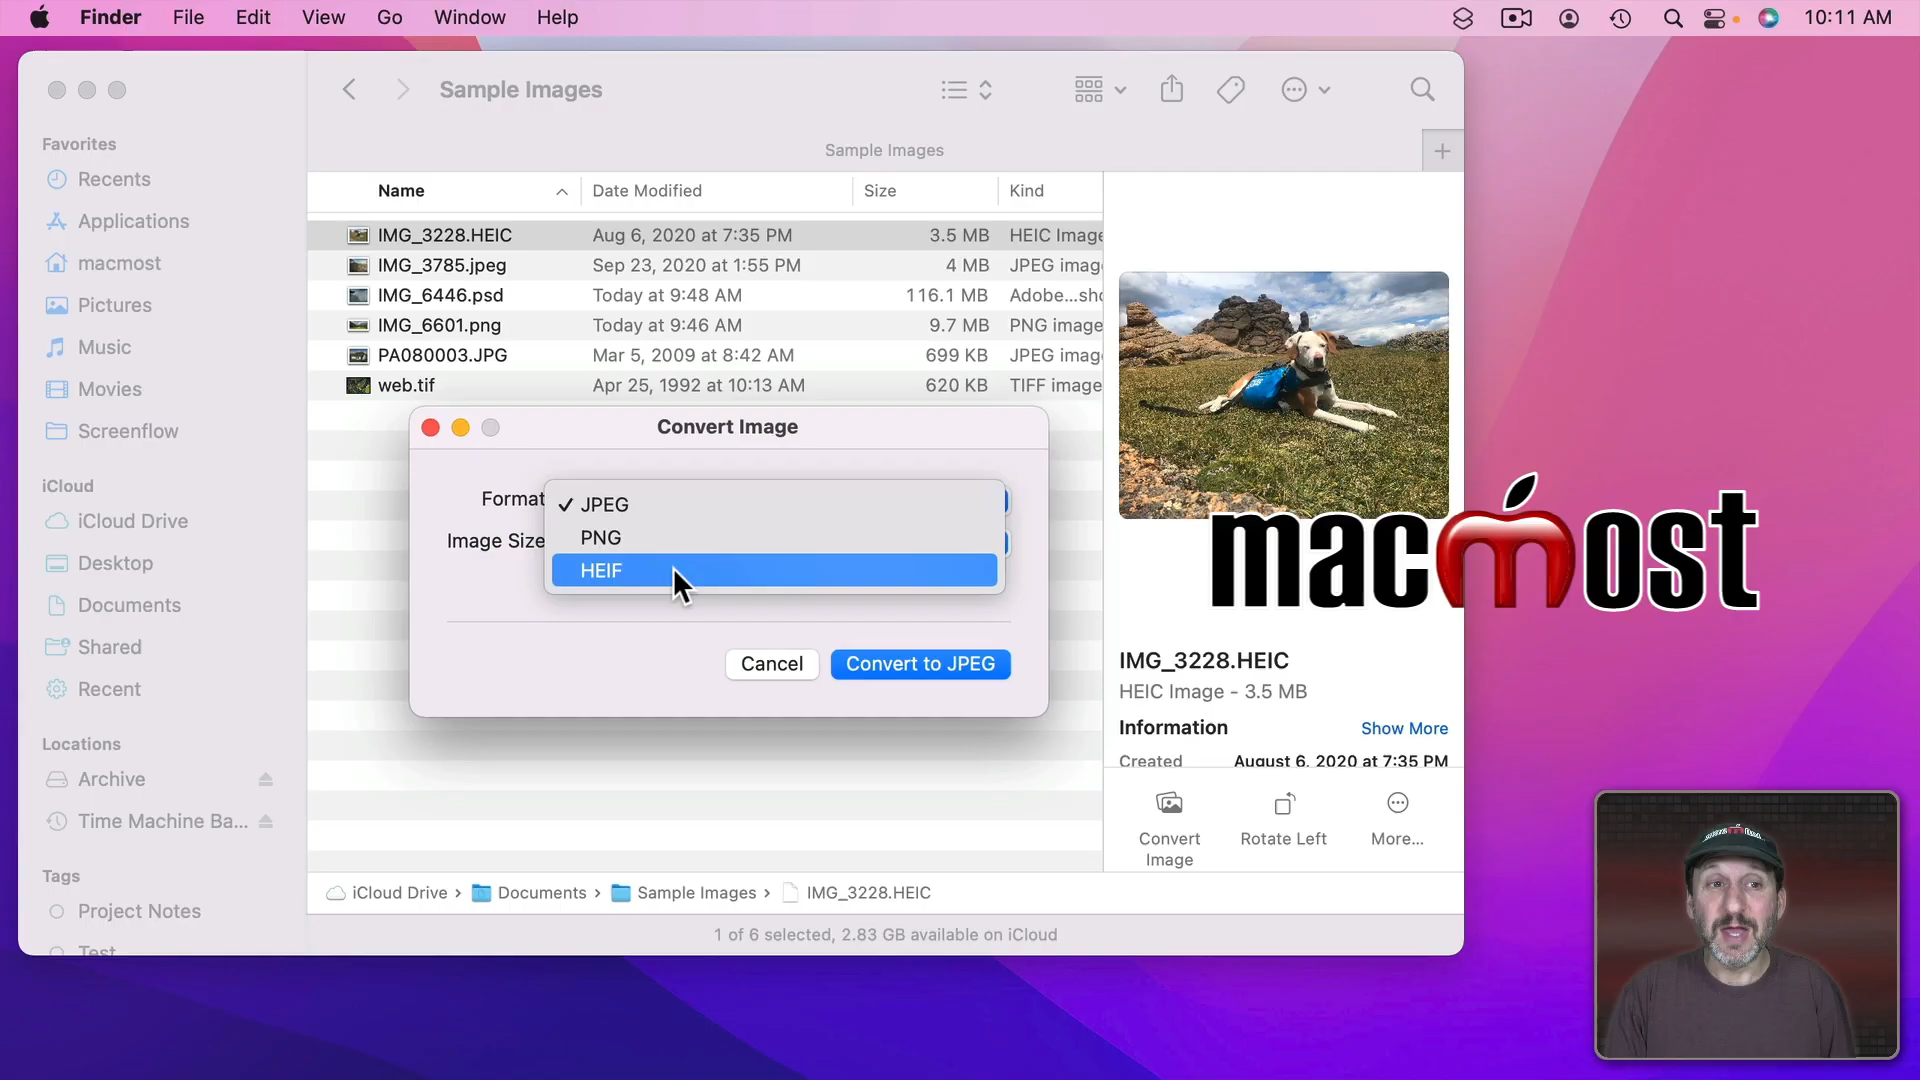 Finder File Edit View Go Window Help 10:11 AM
Sample Images
Sample Images
Favorites
Recents
Applications
macmost
Pictures
Music
Movies
Screenflow
iCloud
iCloud Drive
Desktop
Documents
Shared
Recent
Locations
Archive
Time Machine Ba...
Tags
Project Notes
Test
Name Date Modified Size Kind
IMG_3228.HEIC Aug 6, 2020 at 7:35 PM 3.5 MB HEIC Image
IMG_3785.jpeg Sep 23, 2020 at 1:55 PM 4 MB JPEG imag
IMG_6446.psd Today at 9:48 AM 116.1 MB Adobe...sho
IMG_6601.png Today at 9:46 AM 9.7 MB PNG image
PA080003.JPG Mar 5, 2009 at 8:42 AM 699 KB JPEG imag
web.tif Apr 25, 1992 at 10:13 AM 620 KB TIFF image
Convert Image
Format
✓ JPEG
PNG
Image Size
HEIF
Cancel Convert to JPEG
macmost
IMG_3228.HEIC
HEIC Image - 3.5 MB
Information Show More
Created August 6, 2020 at 7:35 PM
Convert Image
Rotate Left
More...
iCloud Drive › Documents › Sample Images › IMG_3228.HEIC
1 of 6 selected, 2.83 GB available on iCloud